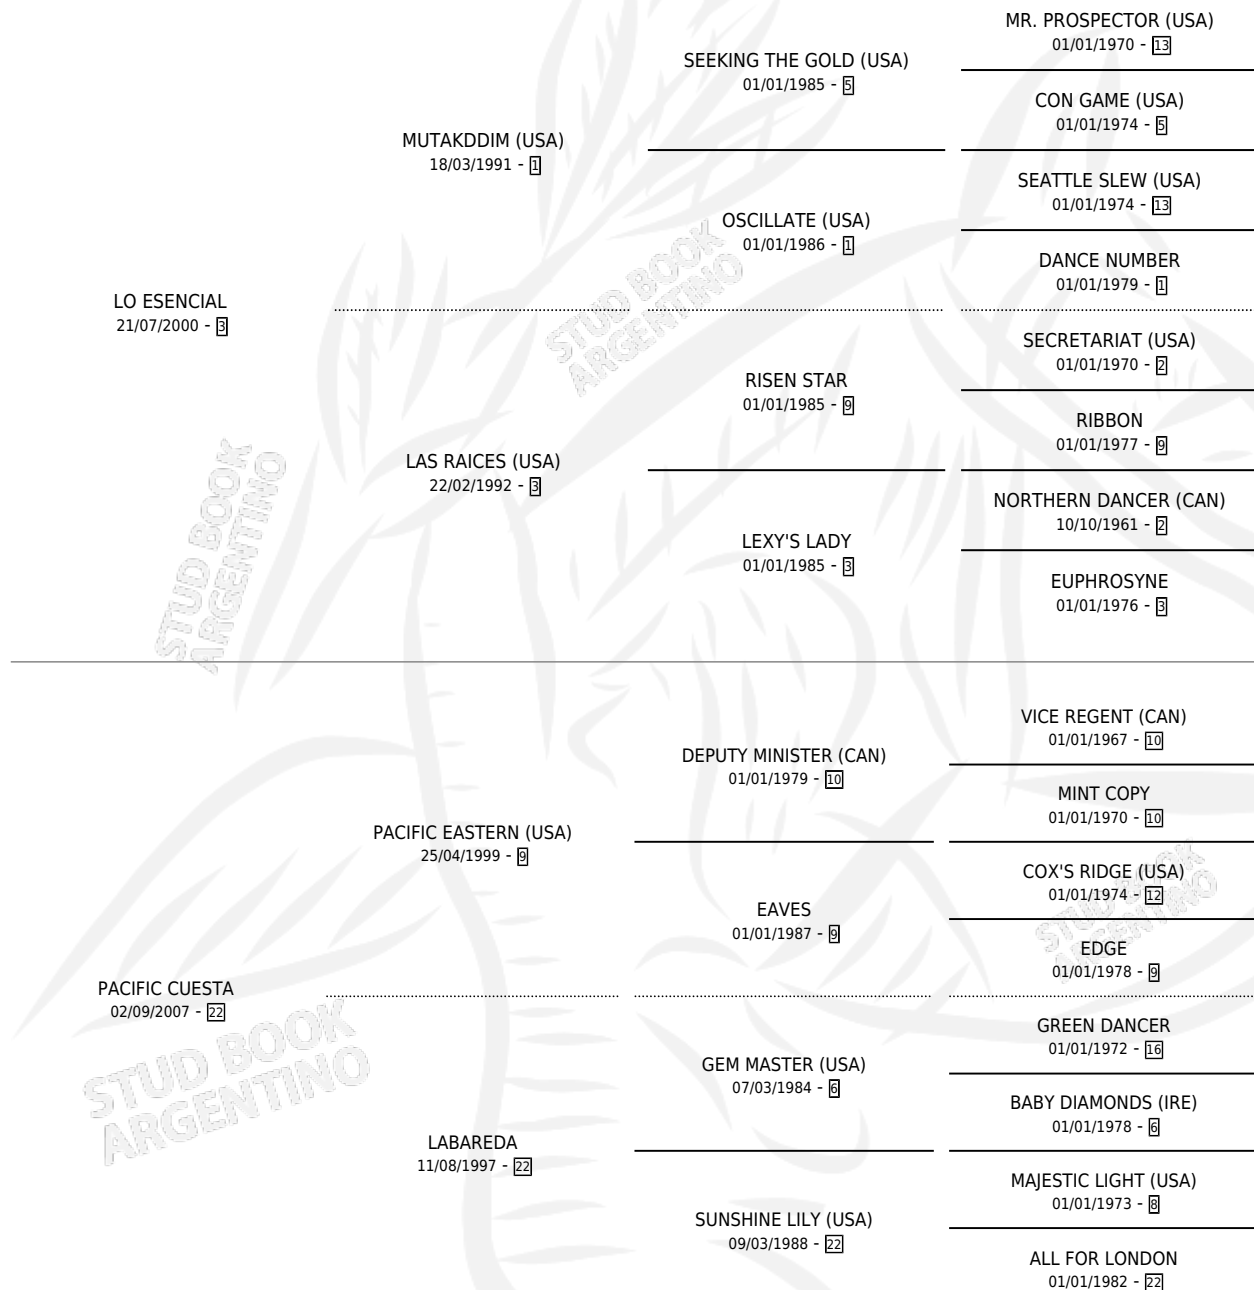 MR. PROSPECTOR (USA)
01/01/1970 - 13
SEEKING THE GOLD (USA)
01/01/1985 - 5
CON GAME (USA)
01/01/1974 - 5
MUTAKDDIM (USA)
18/03/1991 - 1
SEATTLE SLEW (USA)
01/01/1974 - 13
OSCILLATE (USA)
01/01/1986 - 1
DANCE NUMBER
01/01/1979 - 1
LO ESENCIAL
21/07/2000 - 3
SECRETARIAT (USA)
01/01/1970 - 2
RISEN STAR
01/01/1985 - 9
RIBBON
01/01/1977 - 9
LAS RAICES (USA)
22/02/1992 - 3
NORTHERN DANCER (CAN)
10/10/1961 - 2
LEXY'S LADY
01/01/1985 - 3
EUPHROSYNE
01/01/1976 - 3
VICE REGENT (CAN)
01/01/1967 - 10
DEPUTY MINISTER (CAN)
01/01/1979 - 10
MINT COPY
01/01/1970 - 10
PACIFIC EASTERN (USA)
25/04/1999 - 9
COX'S RIDGE (USA)
01/01/1974 - 12
EAVES
01/01/1987 - 9
EDGE
01/01/1978 - 9
PACIFIC CUESTA
02/09/2007 - 22
GREEN DANCER
01/01/1972 - 16
GEM MASTER (USA)
07/03/1984 - 6
BABY DIAMONDS (IRE)
01/01/1978 - 6
LABAREDA
11/08/1997 - 22
MAJESTIC LIGHT (USA)
01/01/1973 - 8
SUNSHINE LILY (USA)
09/03/1988 - 22
ALL FOR LONDON
01/01/1982 - 22
STUD BOOK
ARGENTINO
STUD BOOK
ARGENTINO
STUD BOOK
ARGENTINO
STUD BOOK
ARGENTINO